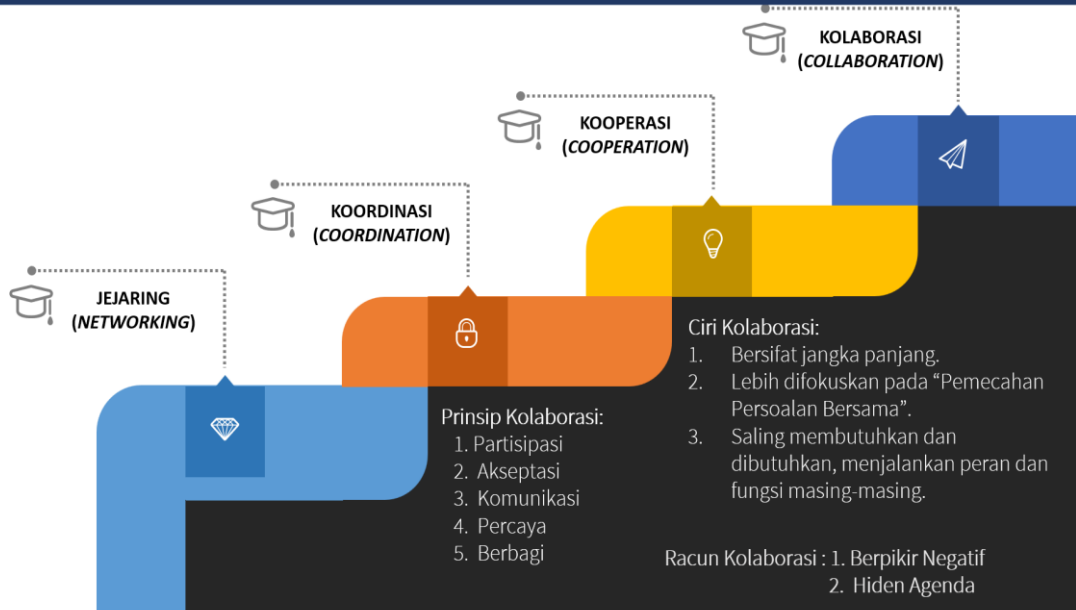 KOLABORASI
(COLLABORATION)
KOOPERASI
(COOPERATION)
KOORDINASI
(COORDINATION)
JEJARING
(NETWORKING)
Prinsip Kolaborasi:
1. Partisipasi
2. Akseptasi
3. Komunikasi
4. Percaya
5. Berbagi
Ciri Kolaborasi:
1. Bersifat jangka panjang.
2. Lebih difokuskan pada “Pemecahan
Persoalan Bersama”.
3. Saling membutuhkan dan
dibutuhkan, menjalankan peran dan
fungsi masing-masing.
Racun Kolaborasi : 1. Berpikir Negatif
2. Hiden Agenda